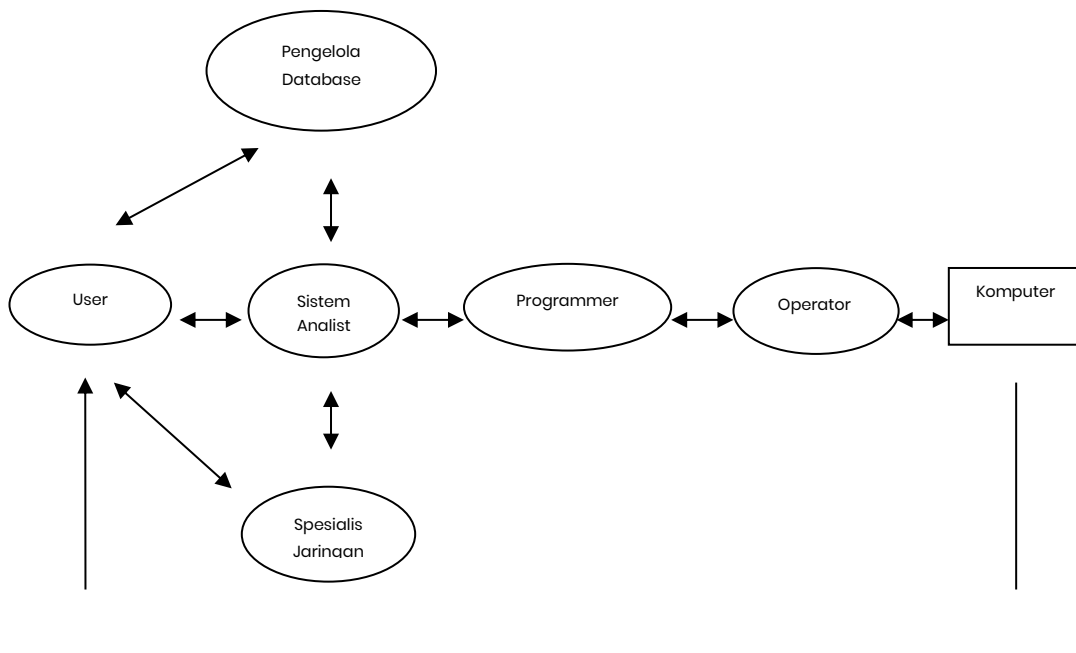 Pengelola
Database
User
Sistem
Analist
Programmer
Operator
Komputer
Spesialis
Jaringan